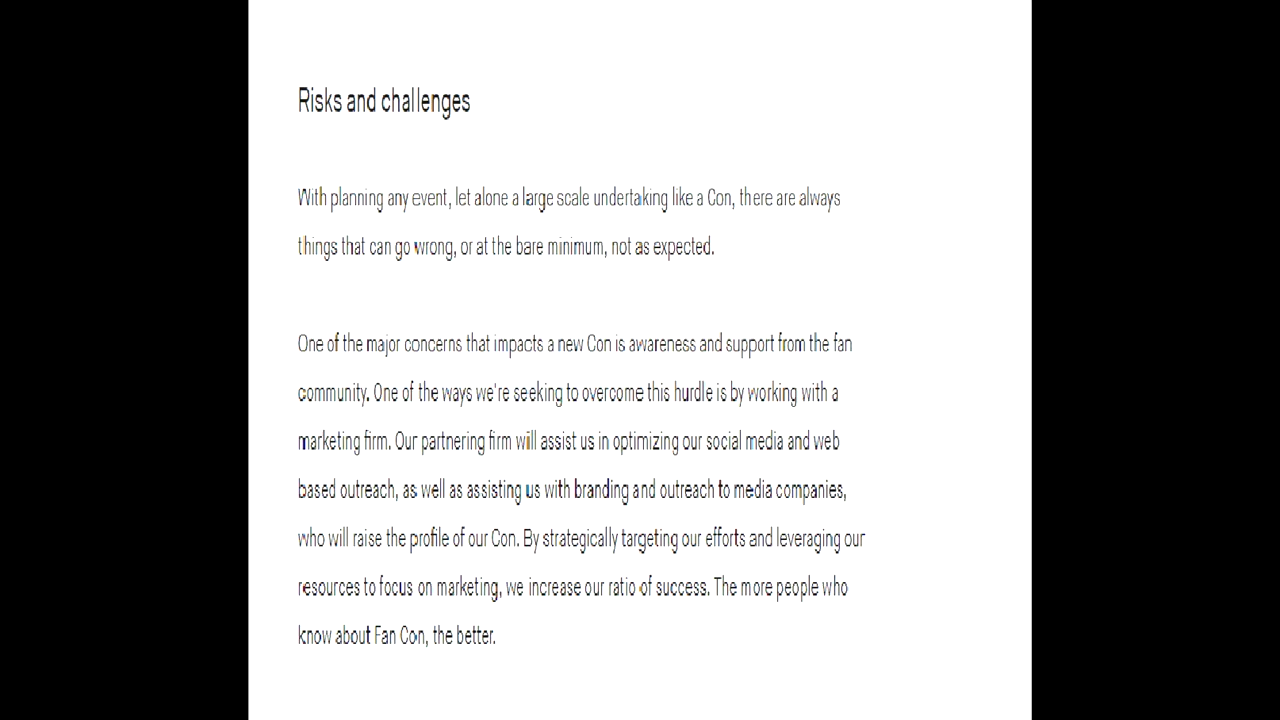 Risks and challenges
With planning any event, let alone a large scale undertaking like a Con, there are always
things that can go wrong, or at the bare minimum, not as expected.
One of the major concerns that impacts a new Con is awareness and support from the fan
community. One of the ways we're seeking to overcome this hurdle is by working with a
marketing firm. Our partnering firm will assist us in optimizing our social media and web
based outreach, as well as assisting us with branding and outreach to media companies,
who will raise the profile of our Con. By strategically targeting our efforts and leveraging our
resources to focus on marketing, we increase our ratio of success. The more people who
know about Fan Con, the better.